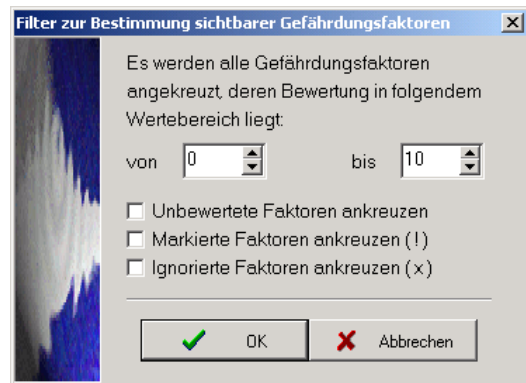 Filter zur Bestimmung sichtbarer Gefährdungsfaktoren
Es werden alle Gefährdungsfaktoren
angekreuzt, deren Bewertung in folgendem
Wertebereich liegt:
von 0 bis 10
Unbewertete Faktoren ankreuzen
Markierte Faktoren ankreuzen (!)
Ignorierte Faktoren ankreuzen (x)
OK Abbrechen